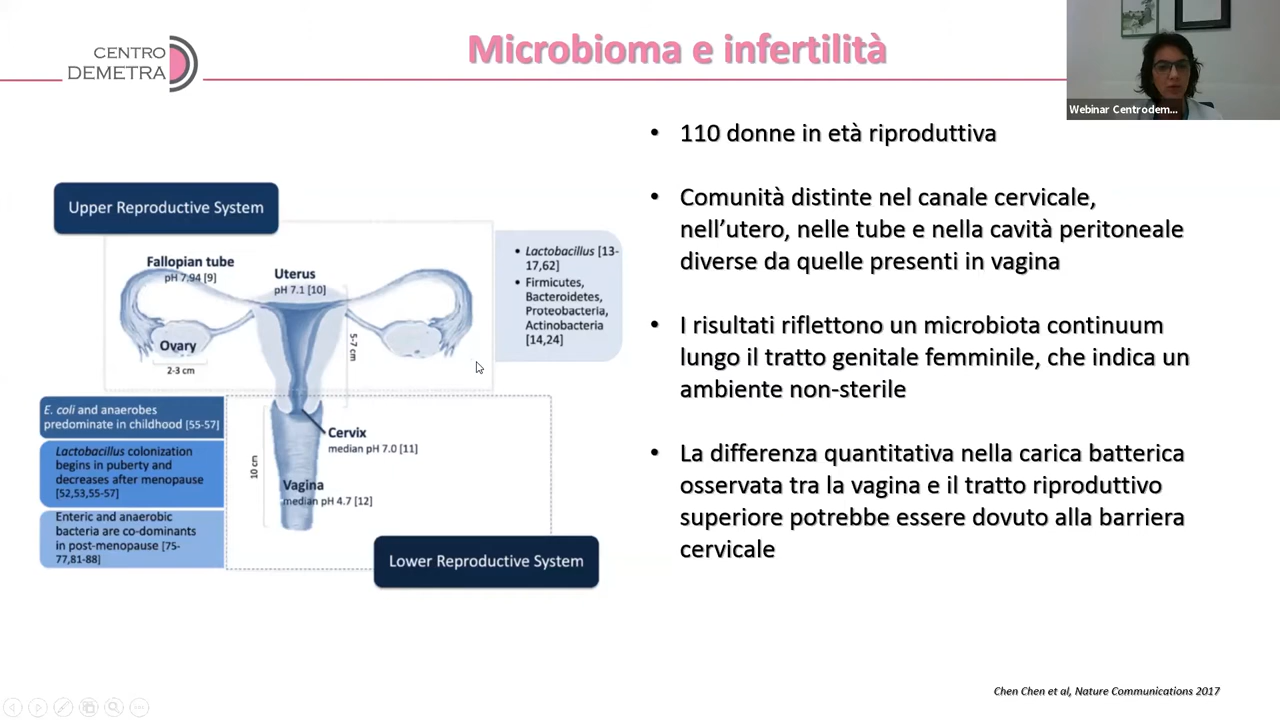 CENTRO
DEMETRA
Microbioma e infertilità
Webinar Centrodem...
Upper Reproductive System
Fallopian tube
pH 7.94 [9]
Uterus
pH 7.1 [10]
Ovary
2-3 cm
5-7 cm
• Lactobacillus [13-
17,62]
• Firmicutes,
Bacteroidetes,
Proteobacteria,
Actinobacteria
[14,24]
E. coli and anaerobes
predominate in childhood [55-57]
Lactobacillus colonization
begins in puberty and
decreases after menopause
[52,53,55-57]
Enteric and anaerobic
bacteria are co-dominants
in post-menopause [75-
77,81-88]
Cervix
median pH 7.0 [11]
10 cm
Vagina
median pH 4.7 [12]
Lower Reproductive System
• 110 donne in età riproduttiva
• Comunità distinte nel canale cervicale,
nell’utero, nelle tube e nella cavità peritoneale
diverse da quelle presenti in vagina
• I risultati riflettono un microbiota continuum
lungo il tratto genitale femminile, che indica un
ambiente non-sterile
• La differenza quantitativa nella carica batterica
osservata tra la vagina e il tratto riproduttivo
superiore potrebbe essere dovuto alla barriera
cervicale
Chen Chen et al, Nature Communications 2017